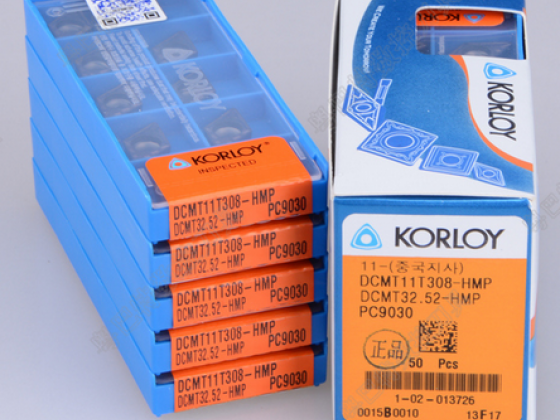 KORLOY
INSPECTED
DCMT11T308-HMP
DCMT32.52-HMP PC9030
DCMT11T308-HMP
DCMT32.52-HMP PC9030
DCMT11T308-HMP
DCMT32.52-HMP PC9030
DCMT11T308-HMP
DCMT32.52-HMP PC9030
DCMT11T308-HMP
DCMT32.52-HMP PC9030
KORLOY
KORLOY
11-(중국지사)
DCMT11T308-HMP
DCMT32.52-HMP
PC9030
正品
50 Pcs
1-02-013726
0015B0010 13F17